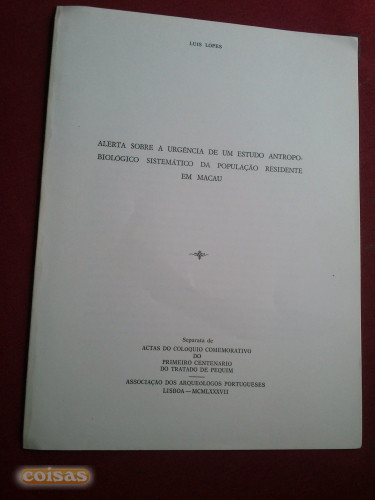 LUIS LOPES
ALERTA SOBRE A URGÊNCIA DE UM ESTUDO ANTROPO-
BIOLÓGICO SISTEMÁTICO DA POPULAÇÃO RESIDENTE
EM MACAU
Separata de
ACTAS DO COLOQUIO COMEMORATIVO
DO
PRIMEIRO CENTENARIO
DO TRATADO DE PEQUIM
ASSOCIAÇÃO DOS ARQUEOLOGOS PORTUGUESES
LISBOA—MCMLXXXVII
coisas